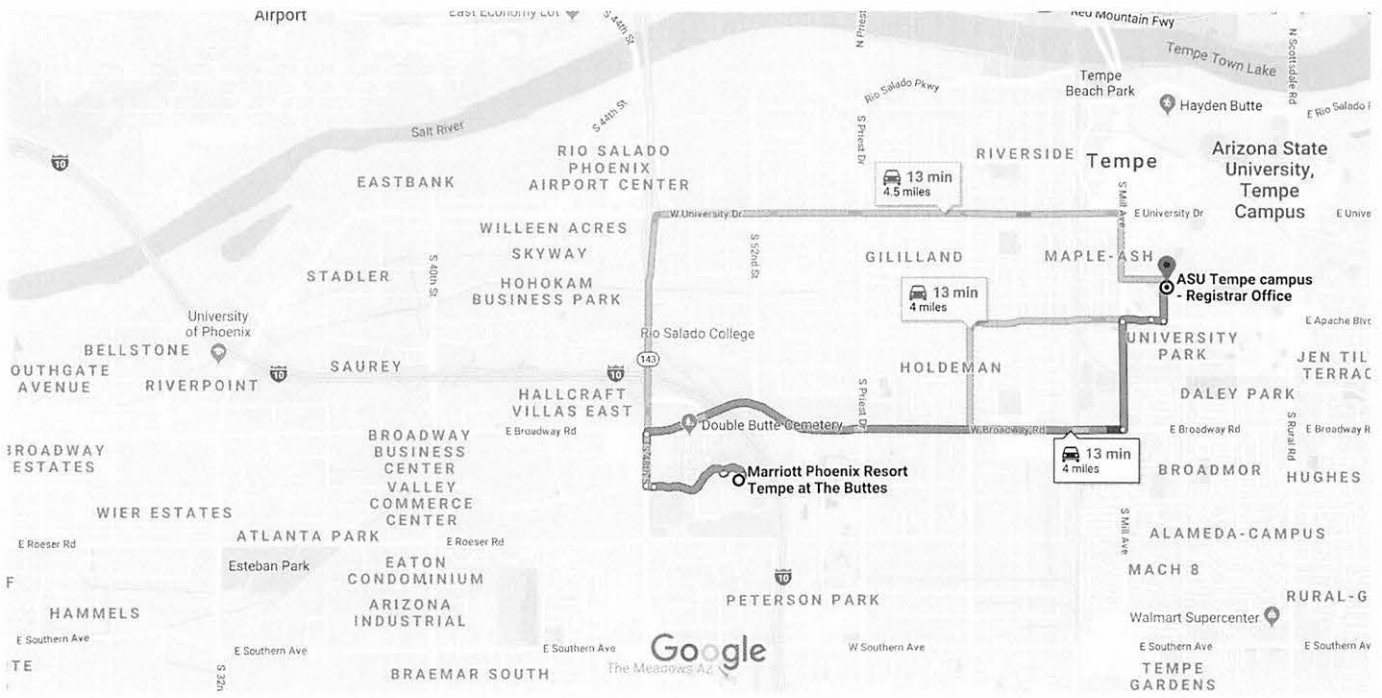 Airport
East Economy Lot
S 44th St
N Priest
Red Mountain Fwy
N Scottsdale Rd
Tempe Town Lake
Tempe
Beach Park
Rio Salado Pkwy
Hayden Butte
E Rio Salado
S 44th St
Salt River
S Priest Dr
10
RIO SALADO
PHOENIX
AIRPORT CENTER
RIVERSIDE
Tempe
Arizona State
University,
Tempe
Campus
EASTBANK
13 min
4.5 miles
S Mill Ave
W University Dr
E University Dr
E Unive
WILLEEN ACRES
SKYWAY
S 52nd St
GILILLAND
MAPLE-ASH
STADLER
S 40th St
HOHOKAM
BUSINESS PARK
ASU Tempe campus
- Registrar Office
13 min
4 miles
University
of Phoenix
Rio Salado College
E Apache Blvd
UNIVERSITY
PARK
BELLSTONE
143
OUTHGATE
AVENUE
RIVERPOINT
10
SAUREY
10
HOLDEMAN
JEN TIL
TERRAC
HALLCRAFT
VILLAS EAST
S Priest Dr
DALEY PARK
E Broadway Rd
Double Butte Cemetery
W Broadway Rd
E Broadway Rd
S Rural Rd
E Broadway R
BROADWAY
ESTATES
BROADWAY
BUSINESS
CENTER
S 48th St
13 min
4 miles
Marriott Phoenix Resort
Tempe at The Buttes
BROADMOR
HUGHES
VALLEY
COMMERCE
CENTER
WIER ESTATES
S Mill Ave
ATLANTA PARK
ALAMEDA-CAMPUS
E Roeser Rd
E Roeser Rd
Esteban Park
EATON
CONDOMINIUM
10
MACH 8
F
HAMMELS
ARIZONA
INDUSTRIAL
PETERSON PARK
RURAL-G
Walmart Supercenter
E Southern Ave
E Southern Ave
E Southern Ave
Google
W Southern Ave
E Southern Ave
E Southern Ave
TE
S 32n
The Meadows Az
BRAEMAR SOUTH
TEMPE
GARDENS